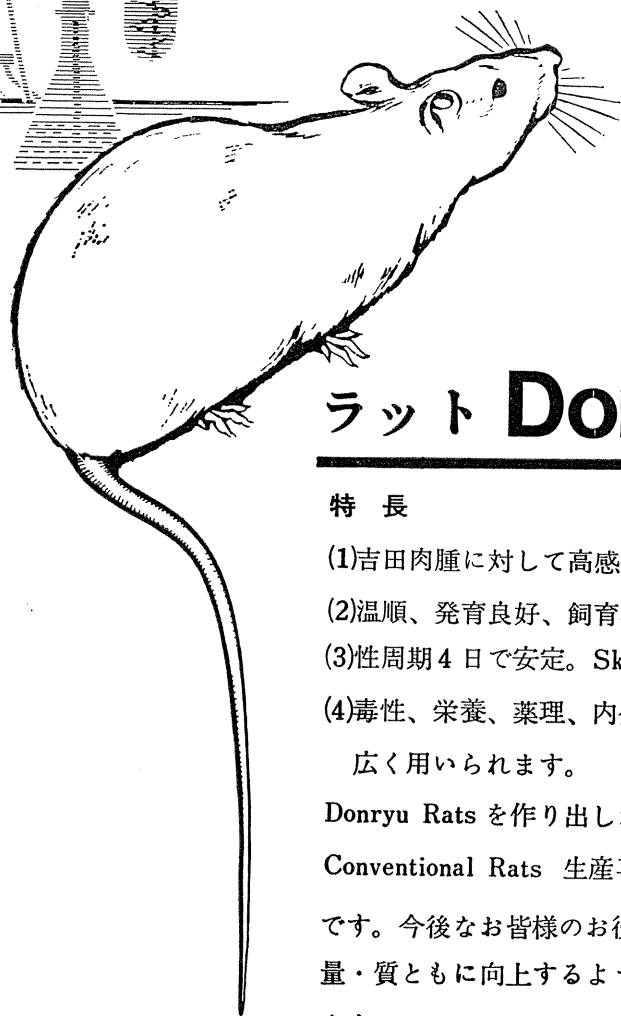 ラット Do
特 長
(1)吉田肉腫に対して高感
(2)温順、発育良好、飼育
(3)性周期4日で安定。Sk
(4)毒性、栄養、薬理、内
広く用いられます。
Donryu Rats を作り出し
Conventional Rats 生産
です。今後なお皆様のお
量・質ともに向上するよ